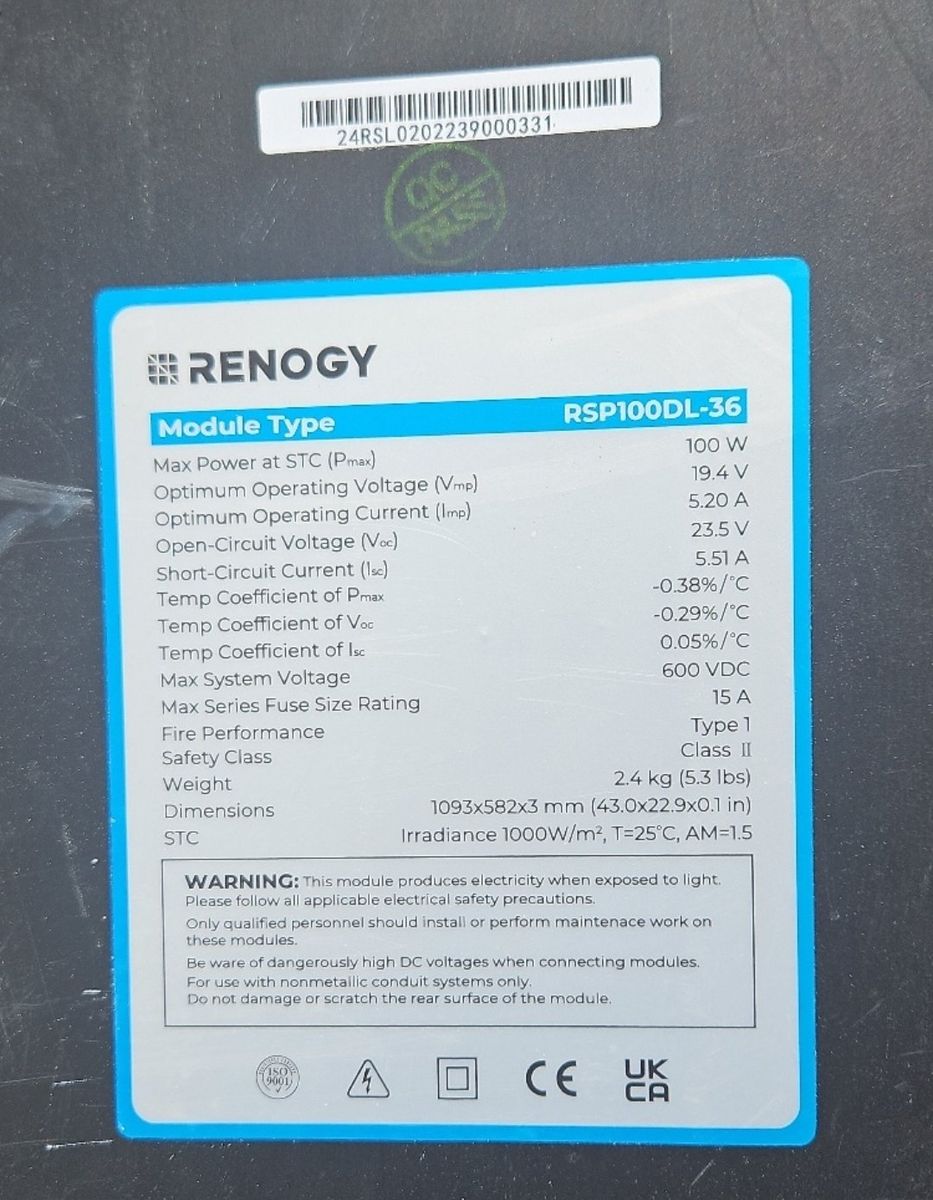 24RSL0202239000331
QC
PASS
RENOGY
Module Type RSP100DL-36
Max Power at STC (Pmax) 100 W
Optimum Operating Voltage (Vmp) 19.4 V
Optimum Operating Current (Imp) 5.20 A
Open-Circuit Voltage (Voc) 23.5 V
Short-Circuit Current (Isc) 5.51 A
Temp Coefficient of Pmax -0.38%/°C
Temp Coefficient of Voc -0.29%/°C
Temp Coefficient of Isc 0.05%/°C
Max System Voltage 600 VDC
Max Series Fuse Size Rating 15 A
Fire Performance Type 1
Safety Class Class II
Weight 2.4 kg (5.3 lbs)
Dimensions 1093x582x3 mm (43.0x22.9x0.1 in)
STC Irradiance 1000W/m², T=25°C, AM=1.5
WARNING: This module produces electricity when exposed to light.
Please follow all applicable electrical safety precautions.
Only qualified personnel should install or perform maintenace work on
these modules.
Be ware of dangerously high DC voltages when connecting modules.
For use with nonmetallic conduit systems only.
Do not damage or scratch the rear surface of the module.
ISO
9001
CE
UK
CA